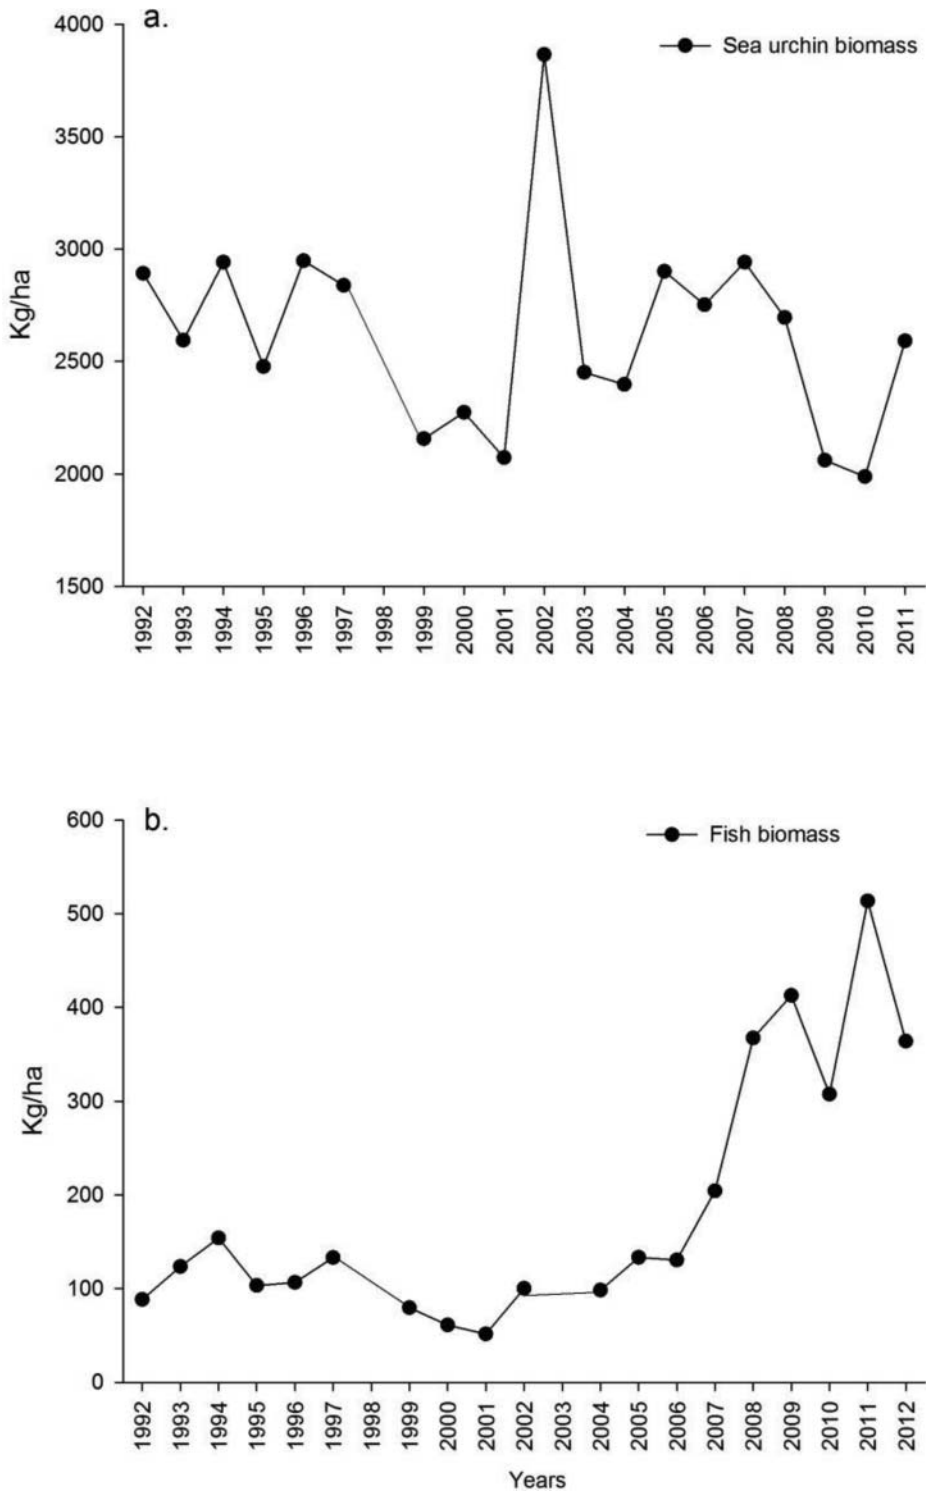 a.
Sea urchin biomass
4000
3500
3000
2500
2000
1500
Kg/ha
1992 1993 1994 1995 1996 1997 1998 1999 2000 2001 2002 2003 2004 2005 2006 2007 2008 2009 2010 2011
b.
Fish biomass
600
500
400
300
200
100
0
Kg/ha
1992 1993 1994 1995 1996 1997 1998 1999 2000 2001 2002 2003 2004 2005 2006 2007 2008 2009 2010 2011 2012
Years